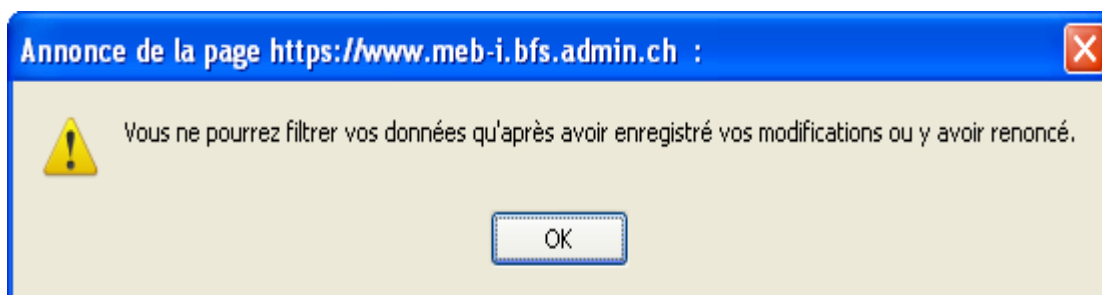 Annonce de la page https://www.meb-i.bfs.admin.ch :
Vous ne pourrez filtrer vos données qu'après avoir enregistré vos modifications ou y avoir renoncé.
OK